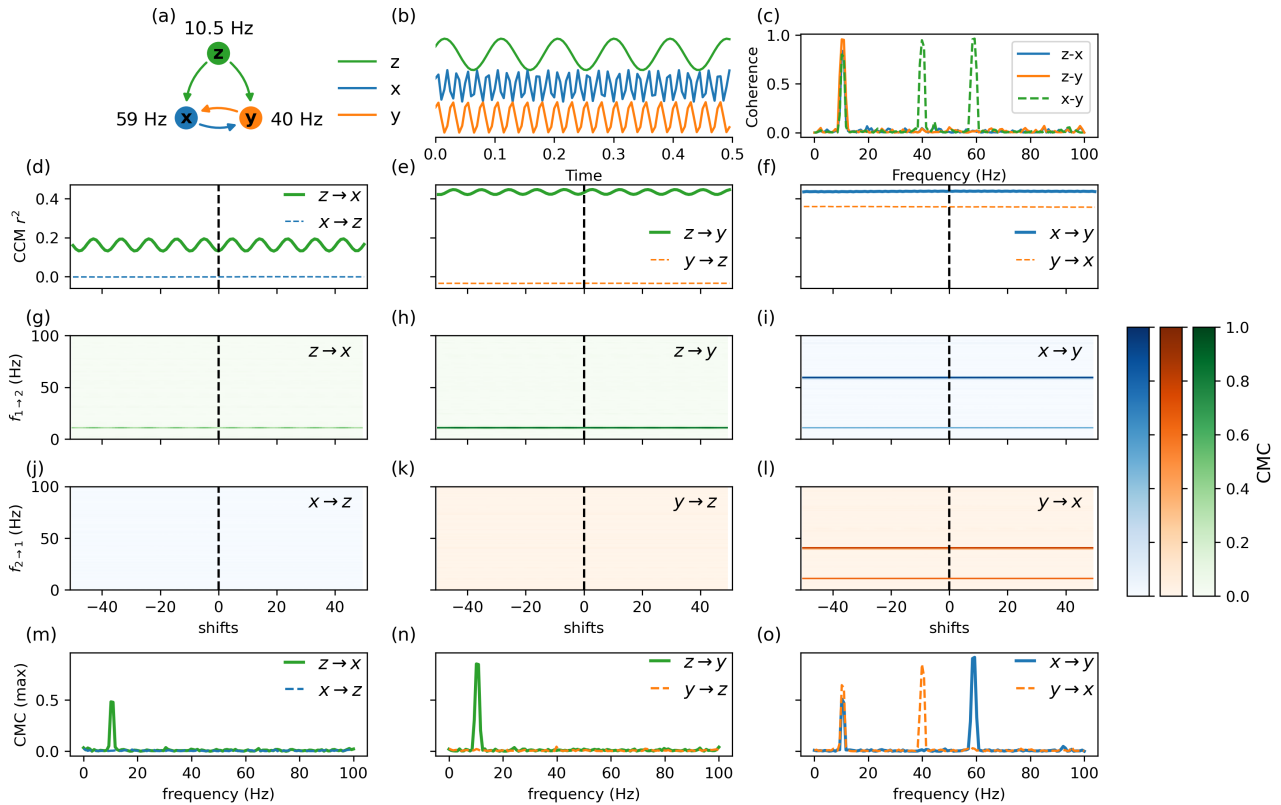 (a)
10.5 Hz
z
59 Hz
x
y
40 Hz
z
x
y
(b)
0.0 0.1 0.2 0.3 0.4 0.5
Time
(c)
Coherence
1.0
0.0
z-x
z-y
x-y
0 20 40 60 80 100
Frequency (Hz)
(d)
CCM r²
0.4
0.2
0.0
z → x
x → z
(e)
z → y
y → z
(f)
x → y
y → x
(g)
f₁→₂ (Hz)
100
50
0
z → x
(h)
z → y
(i)
x → y
(j)
f₂→₁ (Hz)
100
50
0
x → z
−40 −20 0 20 40
shifts
(k)
y → z
−40 −20 0 20 40
shifts
(l)
y → x
−40 −20 0 20 40
shifts
1.0
0.8
0.6
0.4
0.2
0.0
CMC
(m)
CMC (max)
0.5
0.0
z → x
x → z
0 20 40 60 80 100
frequency (Hz)
(n)
z → y
y → z
0 20 40 60 80 100
frequency (Hz)
(o)
x → y
y → x
0 20 40 60 80 100
frequency (Hz)